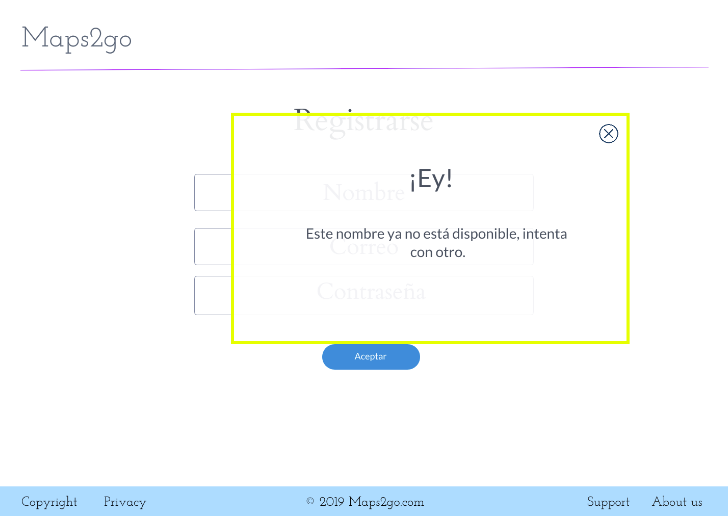 Maps2go
Registrarse
¡Ey!
Nombre
Este nombre ya no está disponible, intenta
con otro.
Correo
Contraseña
Aceptar
Copyright Privacy © 2019 Maps2go.com Support About us